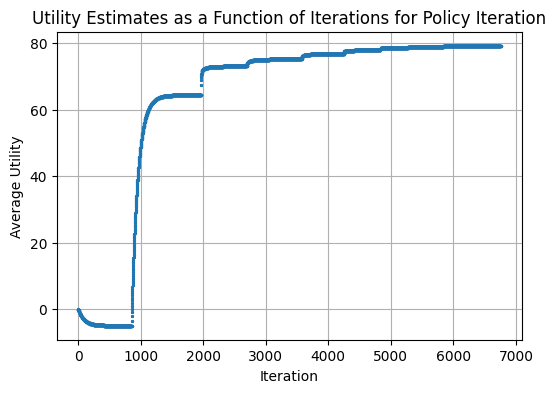 Utility Estimates as a Function of Iterations for Policy Iteration
80
60
40
20
0
Average Utility
0 1000 2000 3000 4000 5000 6000 7000
Iteration